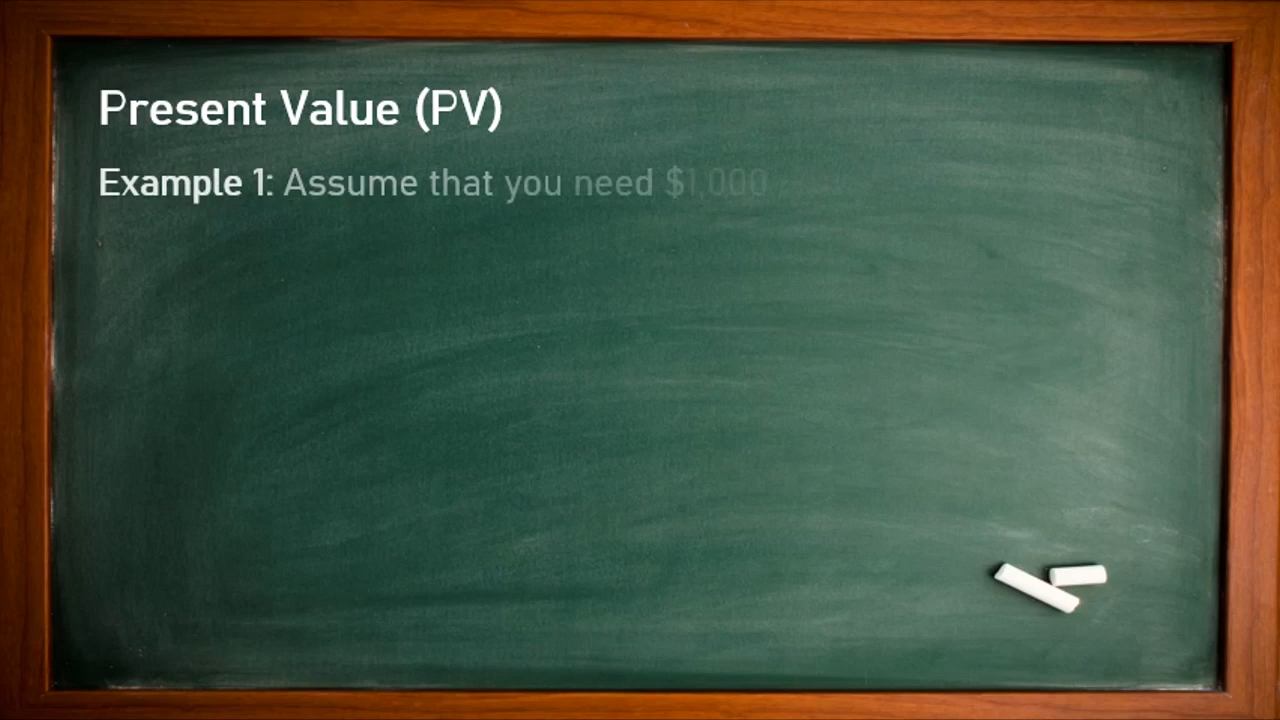 Present Value (PV)
Example 1: Assume that you need $1,000